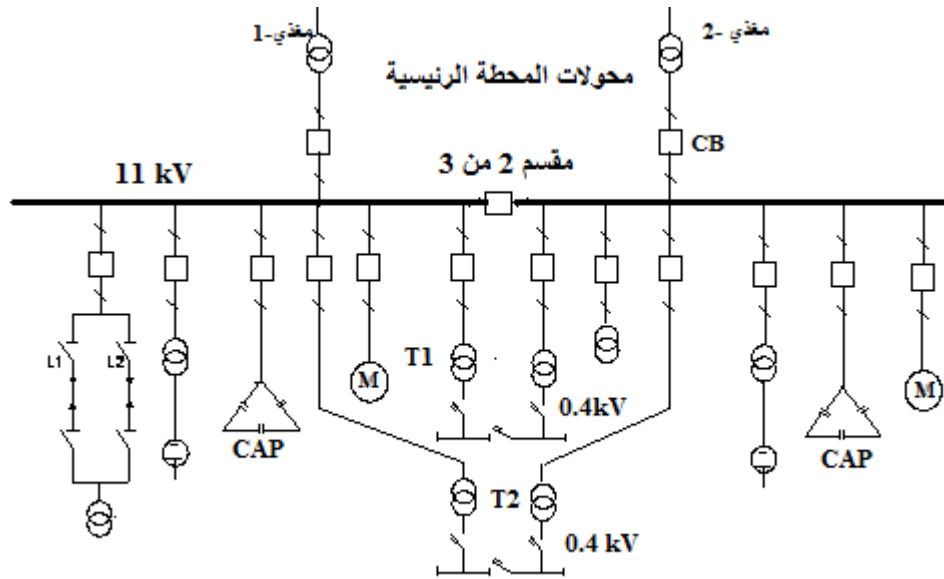 مغذي-1
مغذي -2
محولات المحطة الرئيسية
CB
مقسم 2 من 3
11 kV
L1
L2
T1
M
0.4kV
M
CAP
CAP
T2
0.4 kV